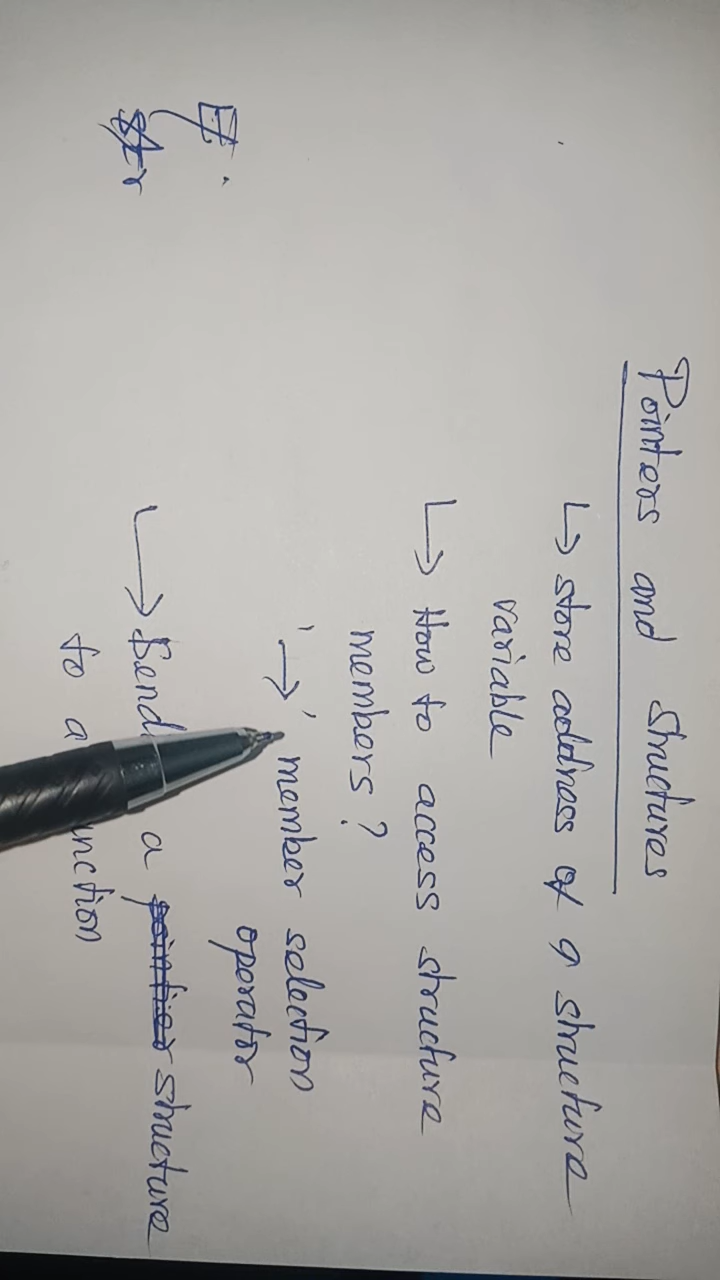 Pointers and structures
↳ store address of a structure
variable
↳ How to access structure
members?
'→' member selection
operator
↳ Send a structure
to a